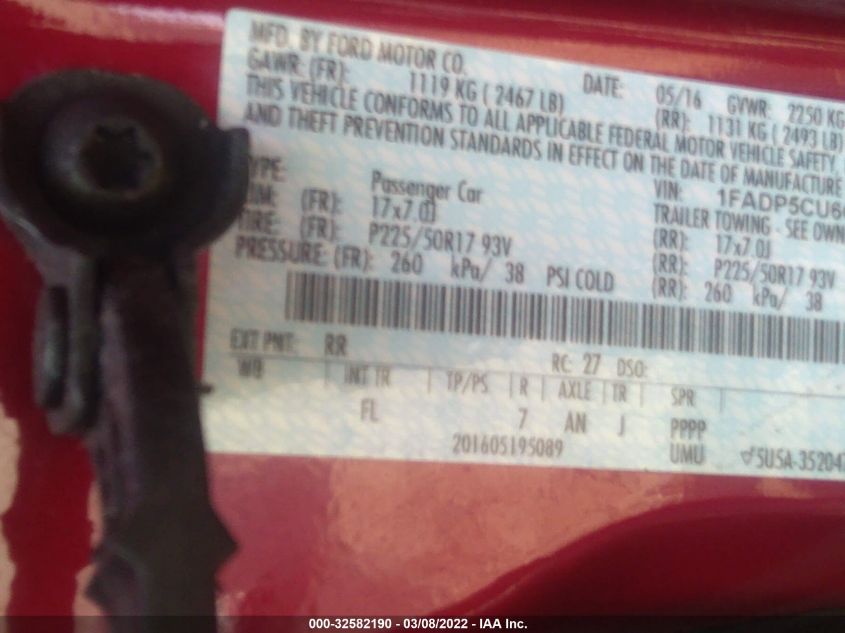 MFD. BY FORD MOTOR CO. DATE: 05/16 GVWR: 2250 KG
GAWR: (FR): 1119 KG ( 2467 LB) (RR): 1131 KG ( 2493 LB)
THIS VEHICLE CONFORMS TO ALL APPLICABLE FEDERAL MOTOR VEHICLE SAFETY,
AND THEFT PREVENTION STANDARDS IN EFFECT ON THE DATE OF MANUFACTURE
VIN: 1FADP5CU6
TYPE: Passenger Car TRAILER TOWING - SEE OWN
RIM: (FR): 17x7.0J (RR): 17x7.0J
TIRE: (FR): P225/50R17 93V (RR): P225/50R17 93V
PRESSURE: (FR): 260 kPa/ 38 PSI COLD (RR): 260 kPa/ 38
EXT PNT: RR RC: 27 DSO:
WB INT TR TP/PS R AXLE TR SPR
FL 7 AN J PPPP
201605195089 UMU 5USA-35204
000-32582190 - 03/08/2022 - IAA Inc.